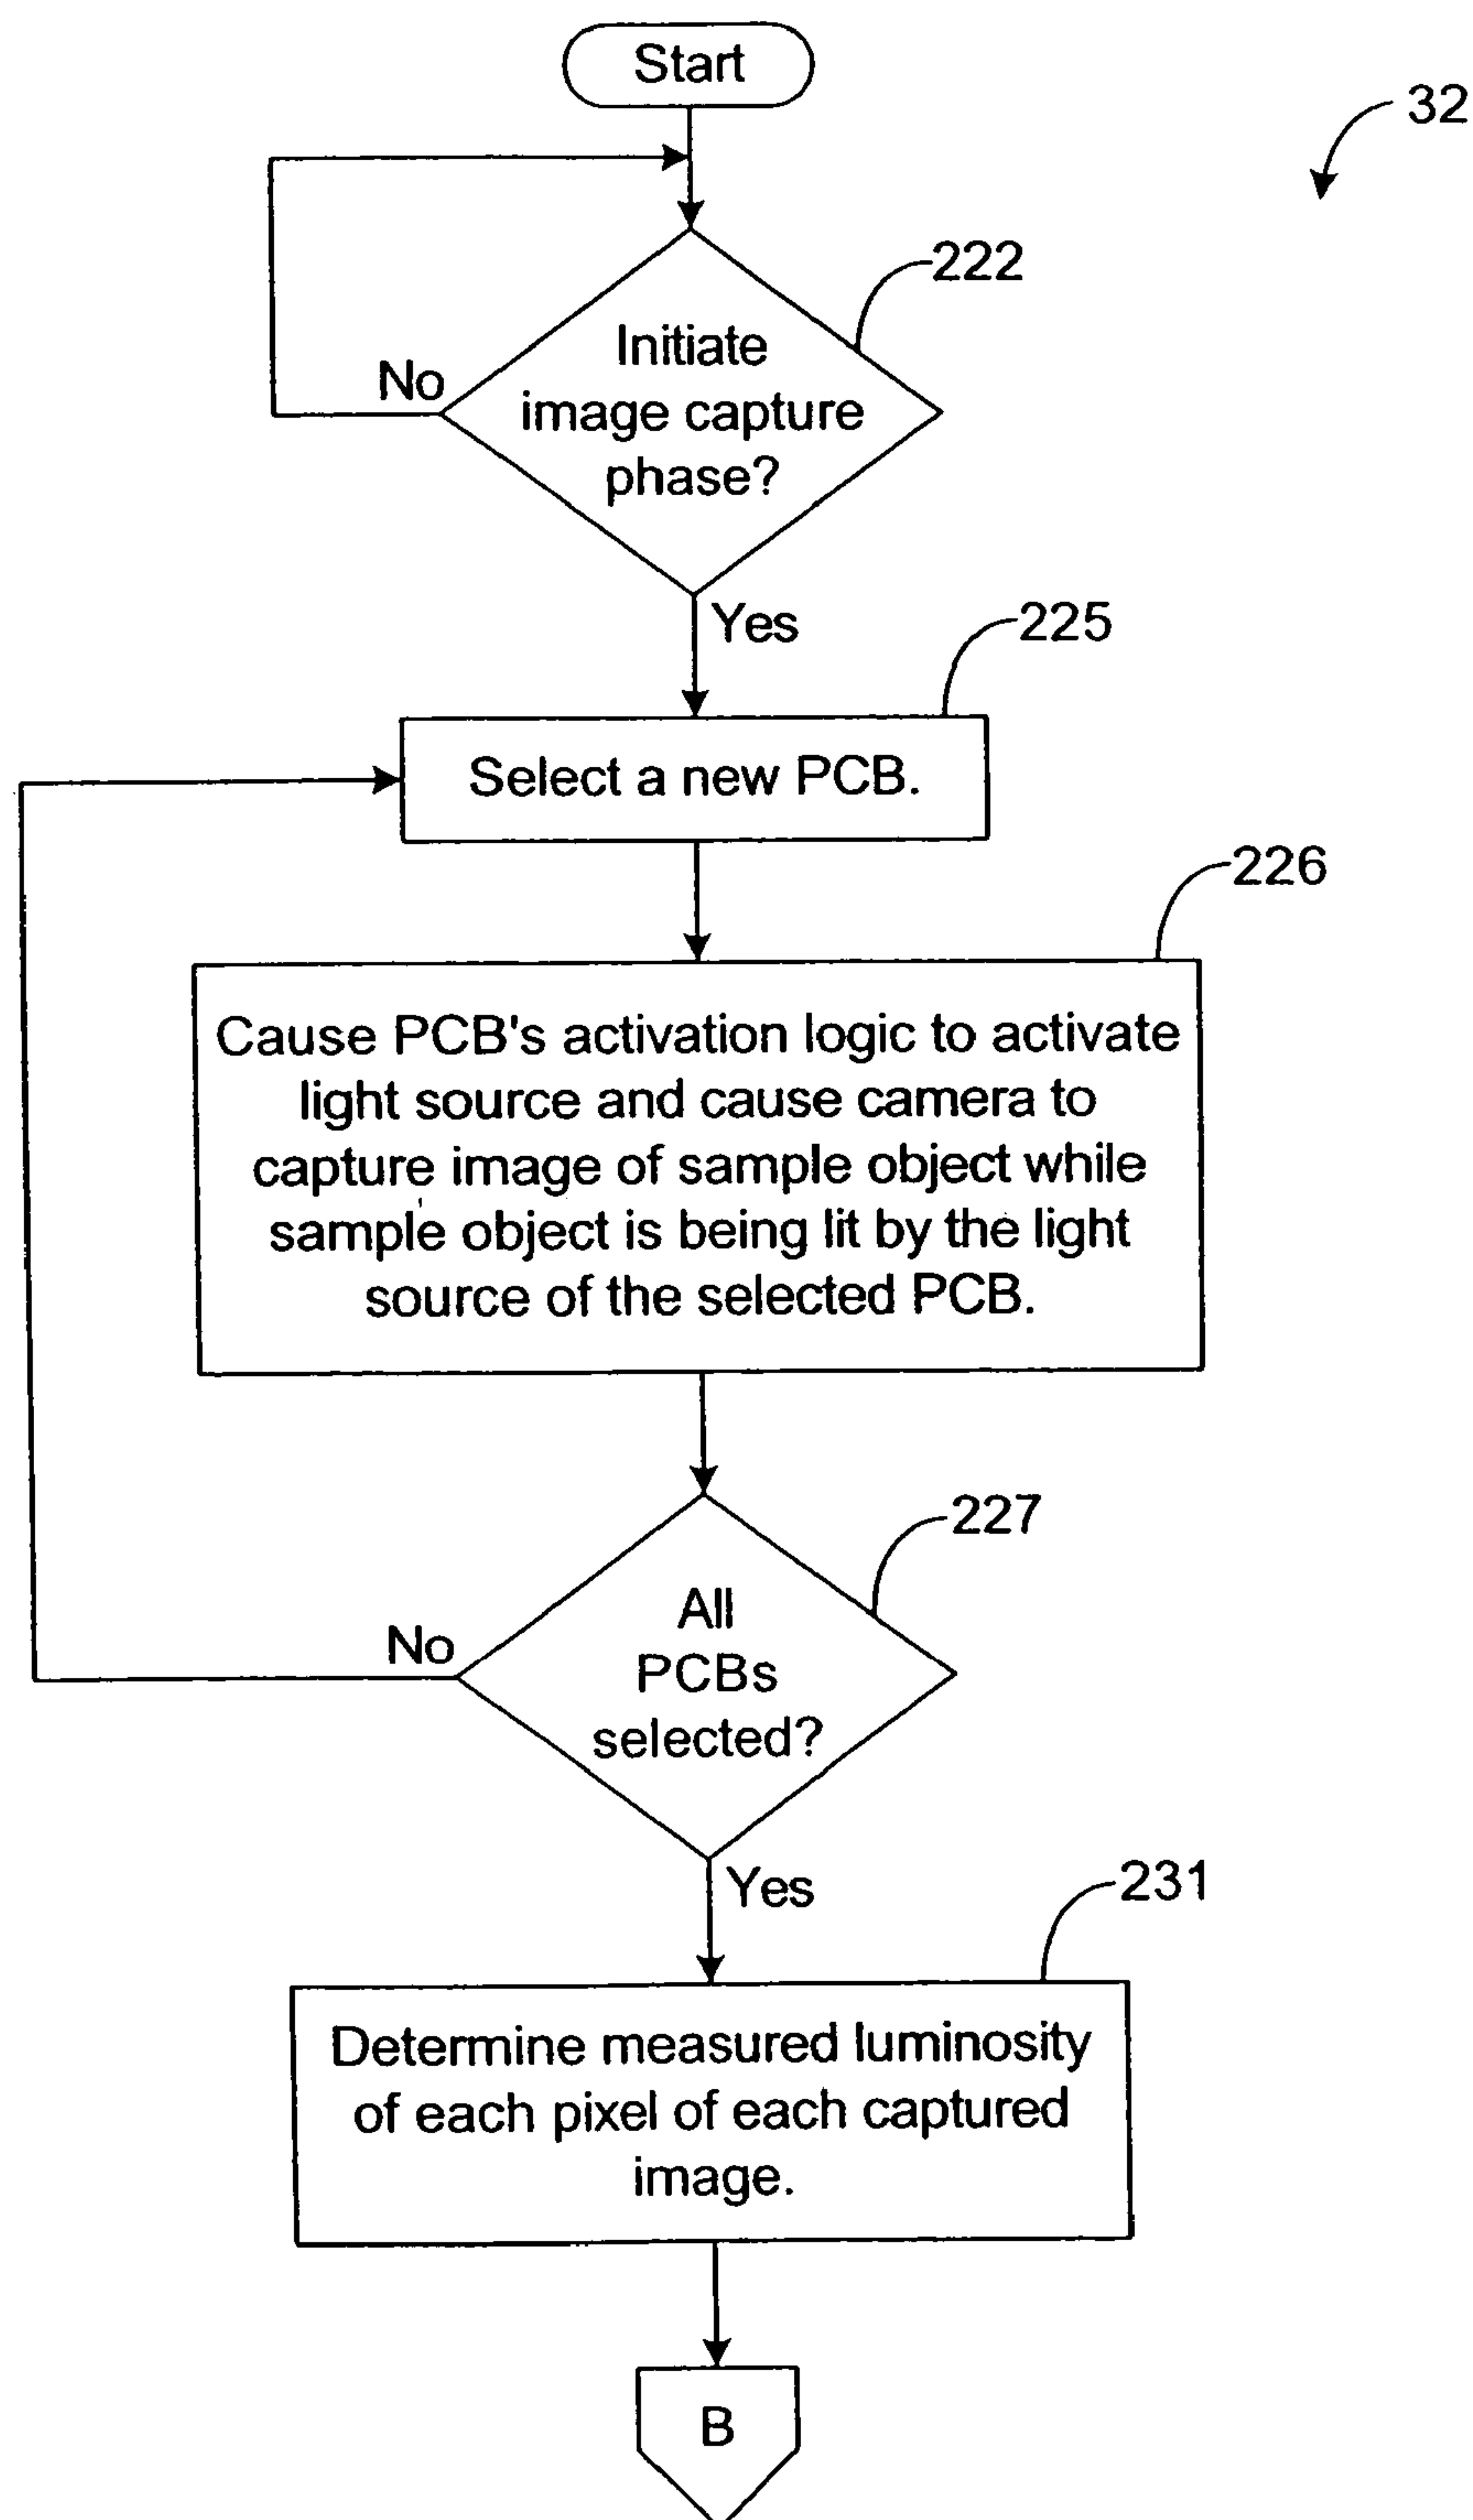 Start
32
222
Initiate
image capture
phase?
No
Yes
225
Select a new PCB.
226
Cause PCB's activation logic to activate
light source and cause camera to
capture image of sample object while
sample object is being lit by the light
source of the selected PCB.
227
All
PCBs
selected?
No
Yes
231
Determine measured luminosity
of each pixel of each captured
image.
B